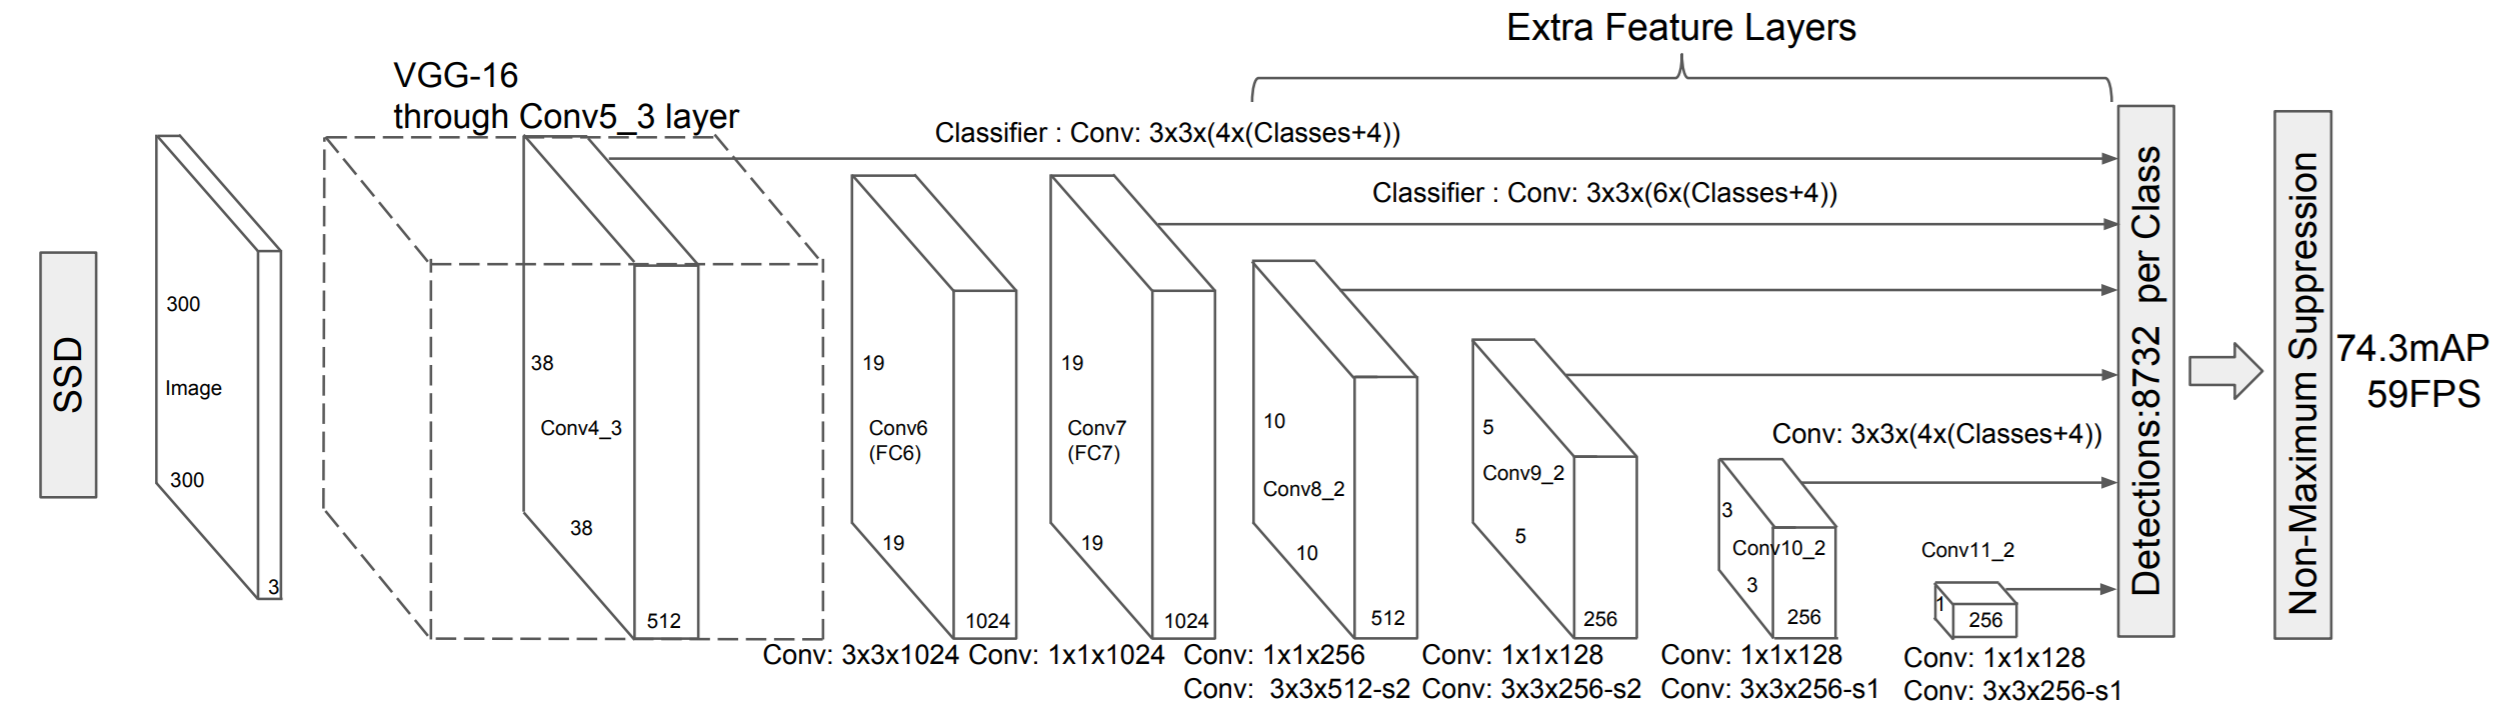 Extra Feature Layers
VGG-16
through Conv5_3 layer
Classifier : Conv: 3x3x(4x(Classes+4))
Classifier : Conv: 3x3x(6x(Classes+4))
SSD
300
Image
300
3
38
Conv4_3
38
512
19
Conv6
(FC6)
19
1024
19
Conv7
(FC7)
19
1024
10
Conv8_2
10
512
5
Conv9_2
5
256
Conv: 3x3x(4x(Classes+4))
3
Conv10_2
3
256
Conv11_2
1
256
Conv: 3x3x1024
Conv: 1x1x1024
Conv: 1x1x256
Conv: 3x3x512-s2
Conv: 1x1x128
Conv: 3x3x256-s2
Conv: 1x1x128
Conv: 3x3x256-s1
Conv: 1x1x128
Conv: 3x3x256-s1
Detections:8732 per Class
Non-Maximum Suppression
74.3mAP
59FPS